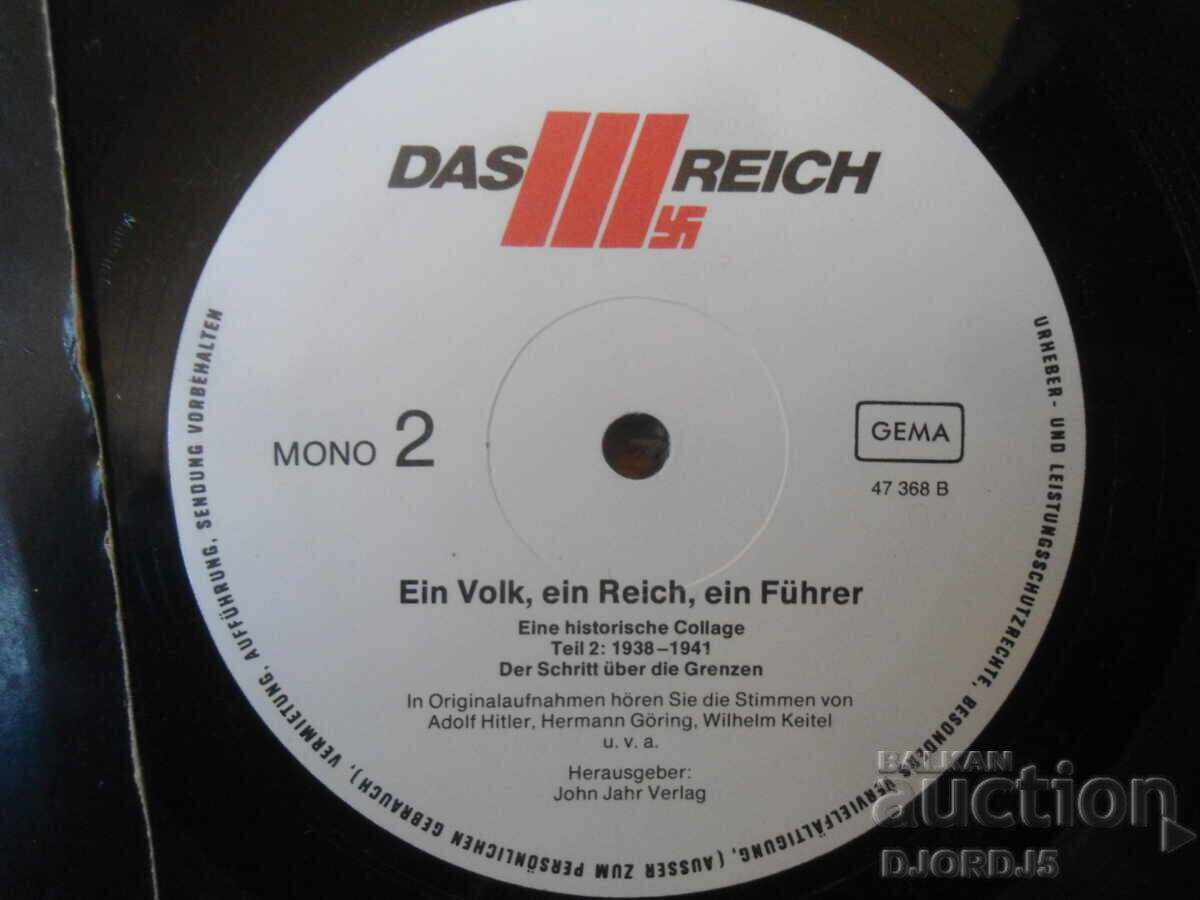 DAS III REICH
MONO 2
GEMA
47 368 B
Ein Volk, ein Reich, ein Führer
Eine historische Collage
Teil 2: 1938–1941
Der Schritt über die Grenzen
In Originalaufnahmen hören Sie die Stimmen von
Adolf Hitler, Hermann Göring, Wilhelm Keitel
u. v. a.
Herausgeber:
John Jahr Verlag
URHEBER- UND LEISTUNGSSCHUTZRECHTE, BESONDERS VERVIELFÄLTIGUNG, (AUSSER ZUM PERSÖNLICHEN GEBRAUCH), VERMIETUNG, AUFFÜHRUNG, SENDUNG VORBEHALTEN
BALKAN
auction
DJORDJ5